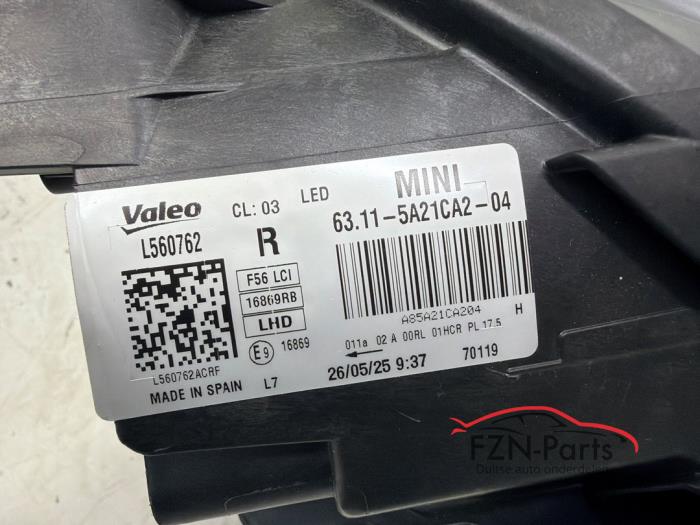 Valeo CL: 03 LED MINI
L560762 R 63.11-5A21CA2-04
F56 LCI
16869RB
LHD
A85A21CA204 H
E9 16869 011a 02 A 00RL 01HCR PL 17.5
L560762ACRF
MADE IN SPAIN L7 26/05/25 9:37 70119
FZN-Parts
Duitse auto onderdelen